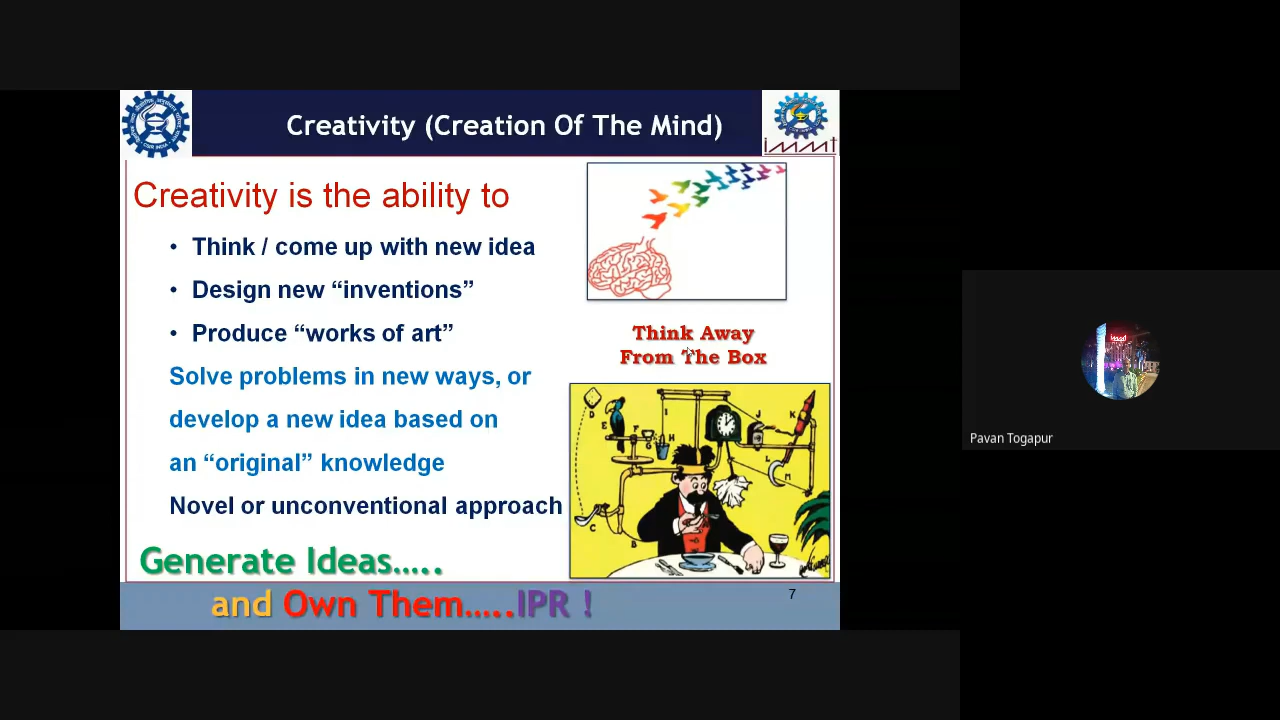 Creativity (Creation Of The Mind)
immt
Creativity is the ability to
• Think / come up with new idea
• Design new “inventions”
• Produce “works of art”
Solve problems in new ways, or
develop a new idea based on
an “original” knowledge
Novel or unconventional approach
Think Away
From The Box
A
B
C
D
E
F
G
H
I
J
K
L
M
Generate Ideas.....
and Own Them.....IPR !
7
Pavan Togapur